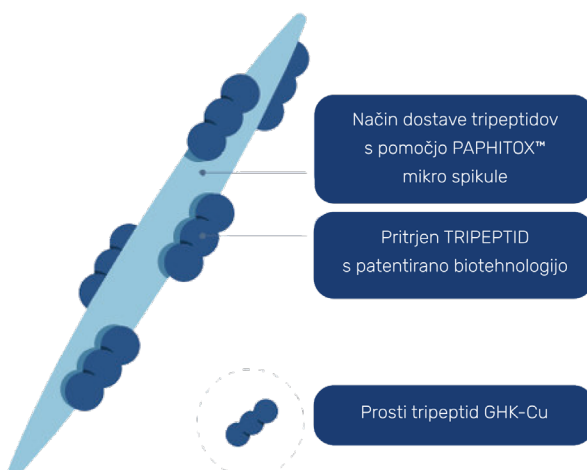 Način dostave tripeptidov
s pomočjo PAPHITOX™
mikro spikule
Pritrjen TRIPEPTID
s patentirano biotehnologijo
Prosti tripeptid GHK-Cu